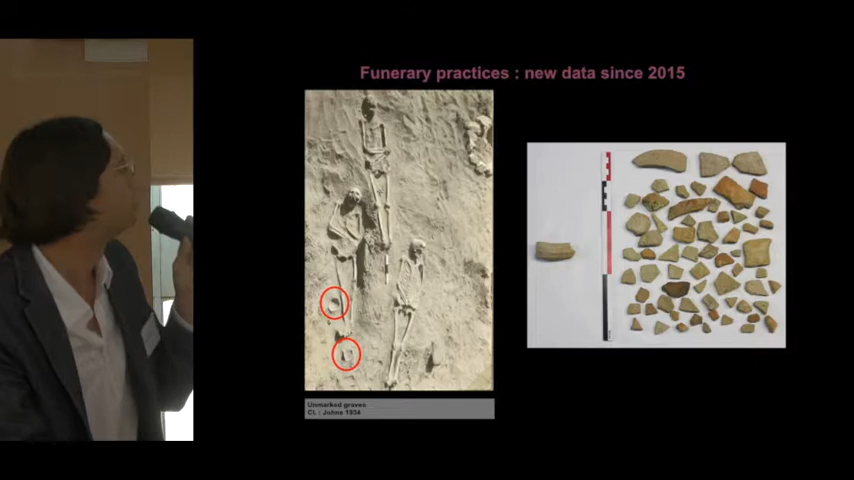 Funerary practices : new data since 2015
Unmarked graves.
Cl. : Johns 1934